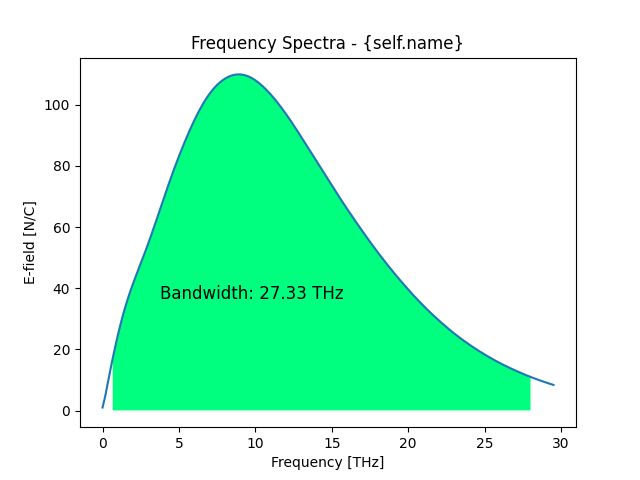 Frequency Spectra - {self.name}
E-field [N/C]
100
80
60
40
20
0
Bandwidth: 27.33 THz
0 5 10 15 20 25 30
Frequency [THz]